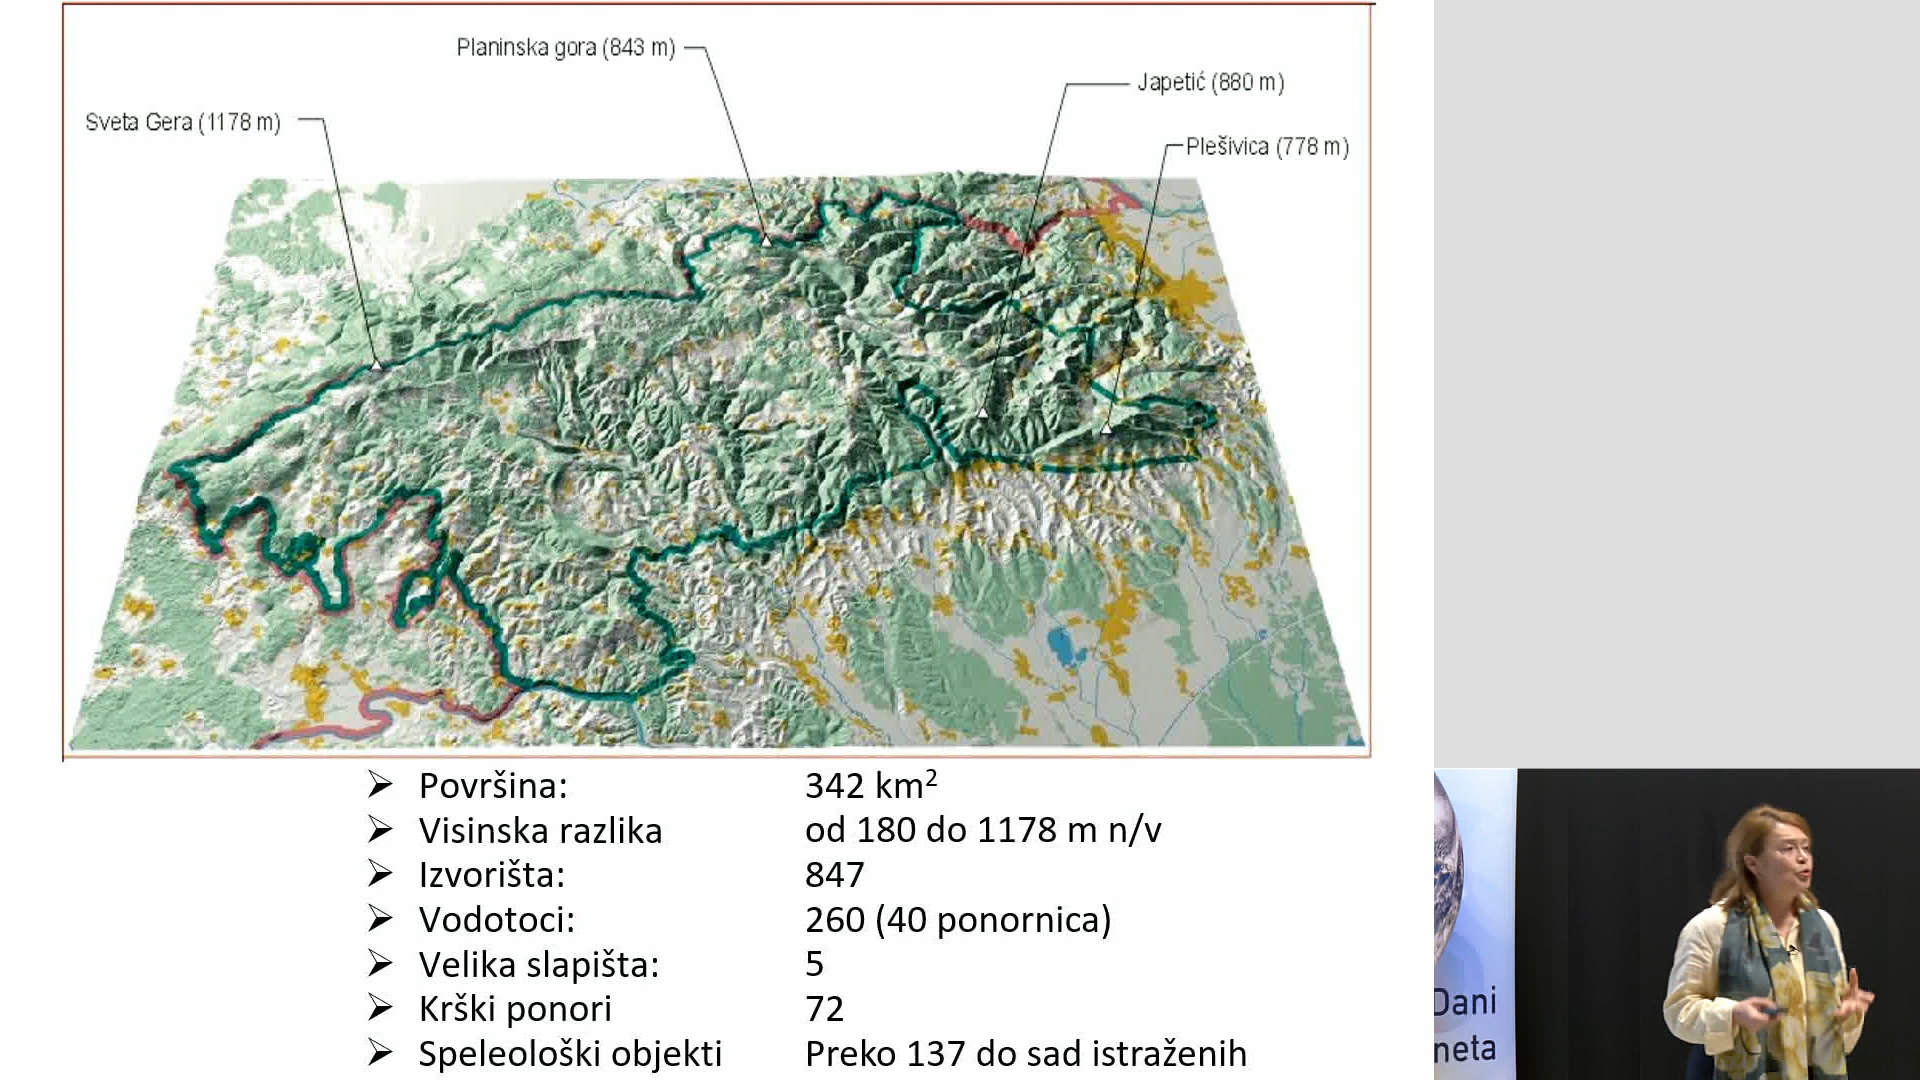 Planinska gora (843 m)
Japetić (880 m)
Sveta Gera (1178 m)
Plešivica (778 m)
➢ Površina: 342 km²
➢ Visinska razlika od 180 do 1178 m n/v
➢ Izvorišta: 847
➢ Vodotoci: 260 (40 ponornica)
➢ Velika slapišta: 5
➢ Krški ponori 72
➢ Speleološki objekti Preko 137 do sad istraženih
Dani
neta